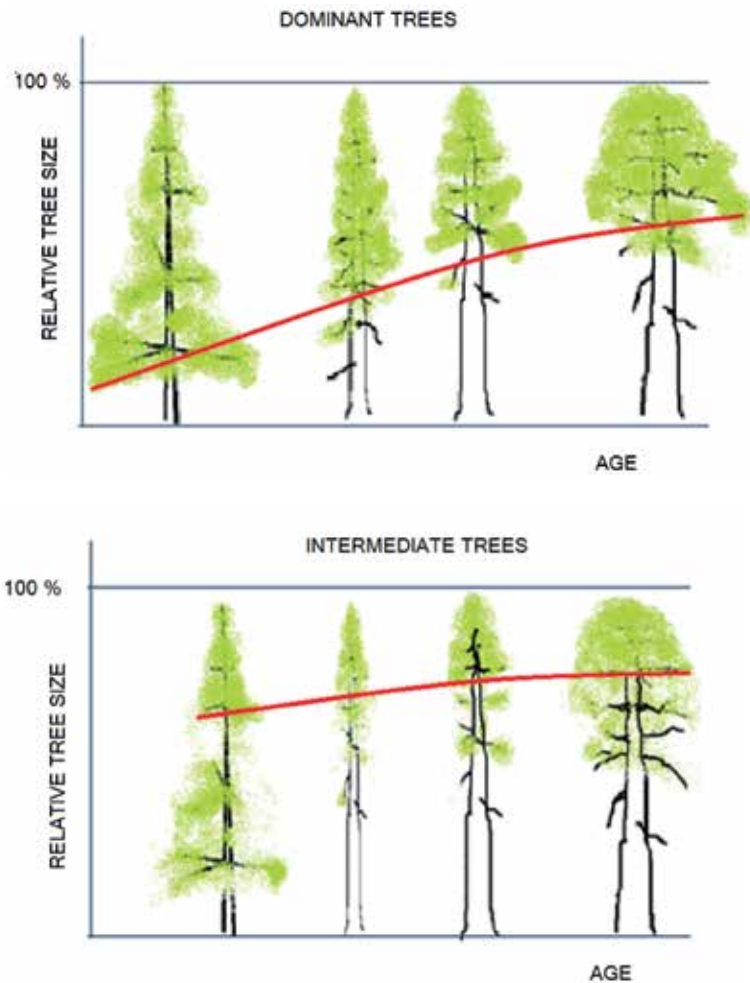 DOMINANT TREES
100 %
RELATIVE TREE SIZE
AGE
INTERMEDIATE TREES
100 %
RELATIVE TREE SIZE
AGE